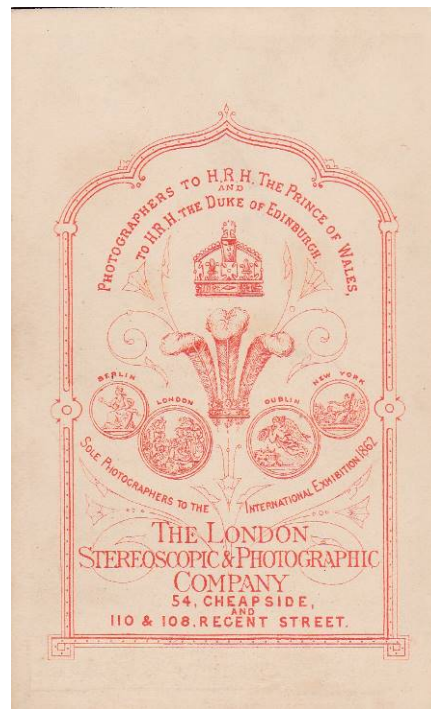 PHOTOGRAPHERS TO H.R.H. THE PRINCE OF WALES,
AND
TO H.R.H. THE DUKE OF EDINBURGH.
BERLIN
LONDON
DUBLIN
NEW YORK
SOLE PHOTOGRAPHERS TO THE INTERNATIONAL EXHIBITION 1862
THE LONDON
STEREOSCOPIC & PHOTOGRAPHIC
COMPANY
54, CHEAPSIDE,
AND
110 & 108, REGENT STREET.